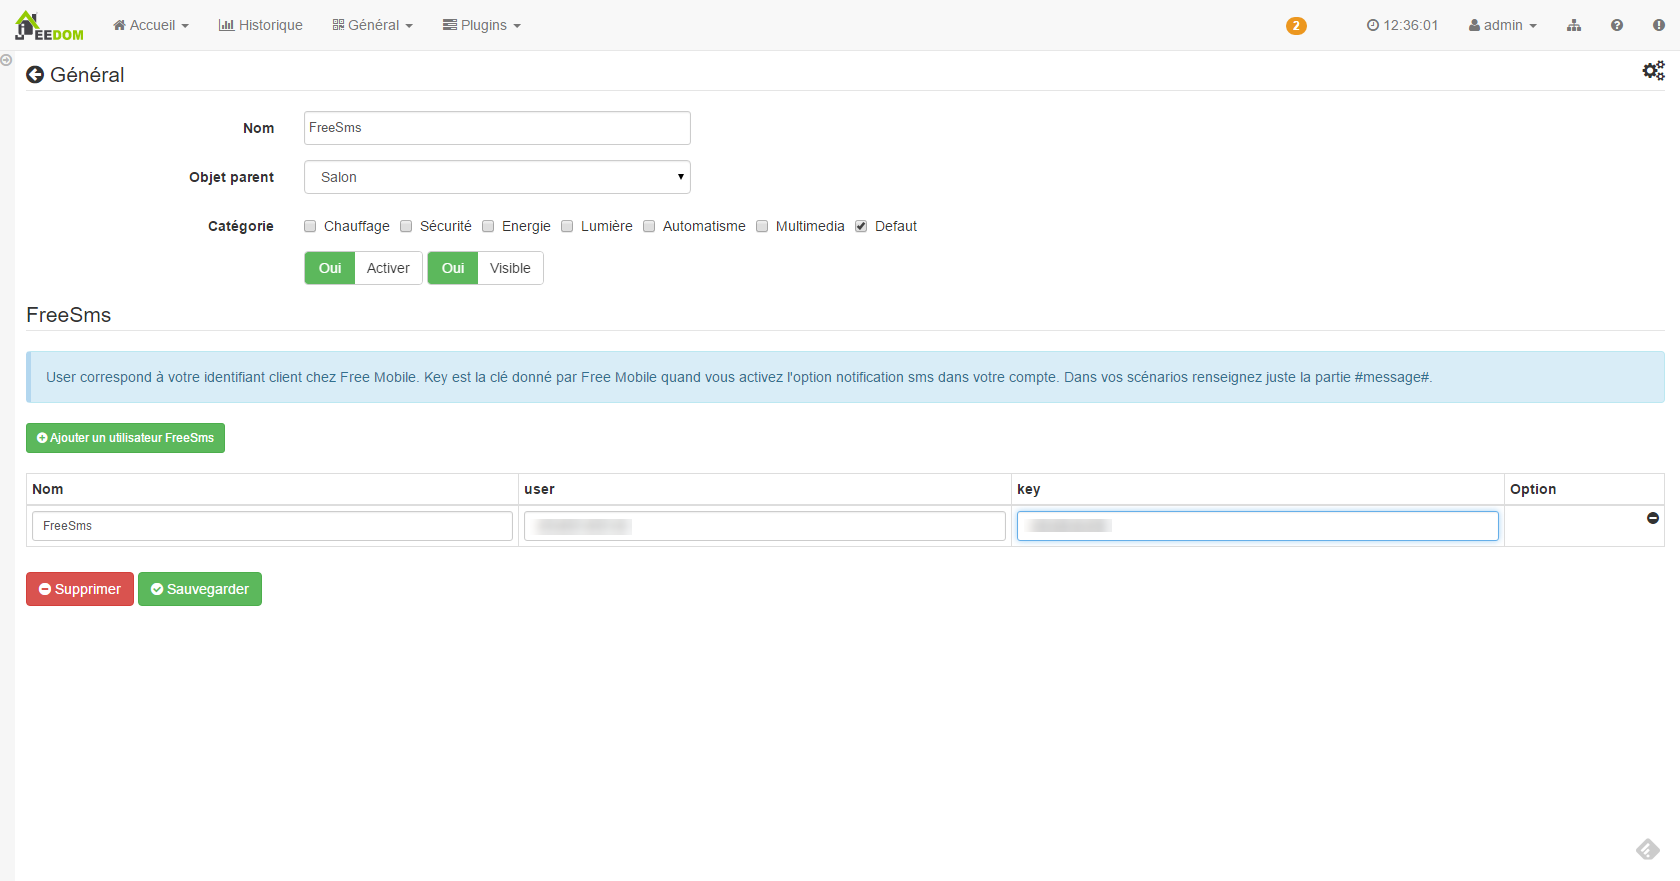 EEDOM
Accueil Historique Général Plugins 2 12:36:01 admin
Général
Nom FreeSms
Objet parent Salon
Catégorie Chauffage Sécurité Energie Lumière Automatisme Multimedia Defaut
Oui Activer Oui Visible
FreeSms
User correspond à votre identifiant client chez Free Mobile. Key est la clé donné par Free Mobile quand vous activez l'option notification sms dans votre compte. Dans vos scénarios renseignez juste la partie #message#.
Ajouter un utilisateur FreeSms
Nom user key Option
FreeSms
Supprimer Sauvegarder